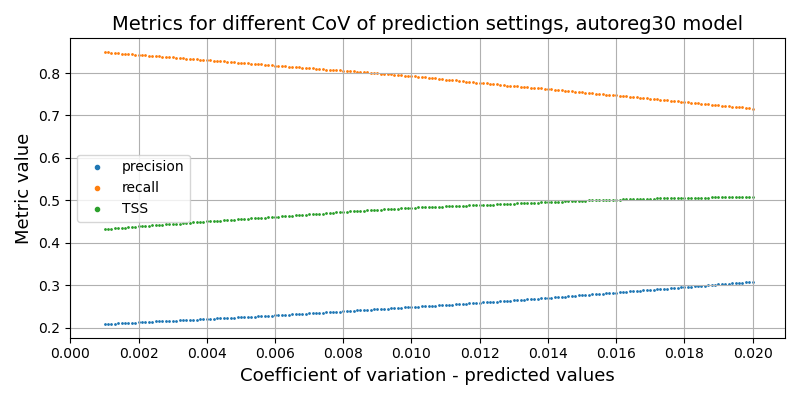 Metrics for different CoV of prediction settings, autoreg30 model
Metric value
0.8
0.7
0.6
0.5
0.4
0.3
0.2
precision
recall
TSS
0.000 0.002 0.004 0.006 0.008 0.010 0.012 0.014 0.016 0.018 0.020
Coefficient of variation - predicted values